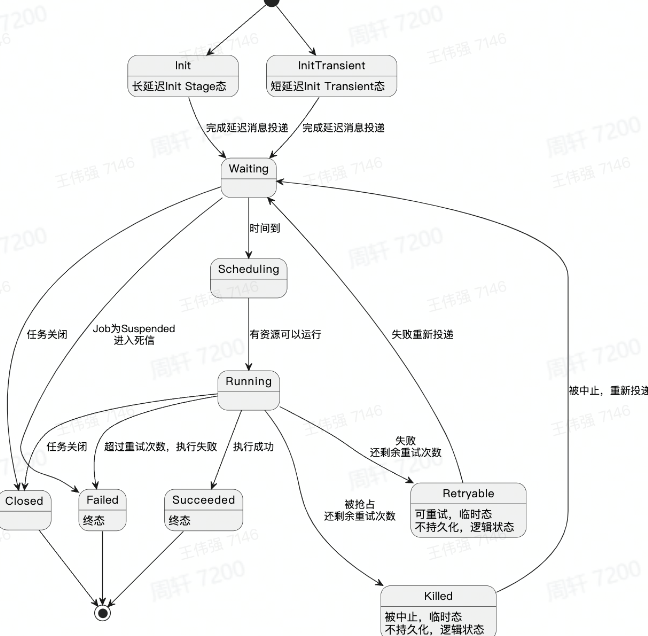 Init
长延迟Init Stage态
InitTransient
短延迟Init Transient态
完成延迟消息投递
完成延迟消息投递
Waiting
时间到
Scheduling
任务关闭
Job为Suspended
进入死信
有资源可以运行
失败重新投递
Running
被中止，重新投递
任务关闭
超过重试次数，执行失败
执行成功
失败
还剩余重试次数
Closed
Failed
终态
Succeeded
终态
被抢占
还剩余重试次数
Retryable
可重试，临时态
不持久化，逻辑状态
Killed
被中止，临时态
不持久化，逻辑状态
周轩 7200
王伟强 7146